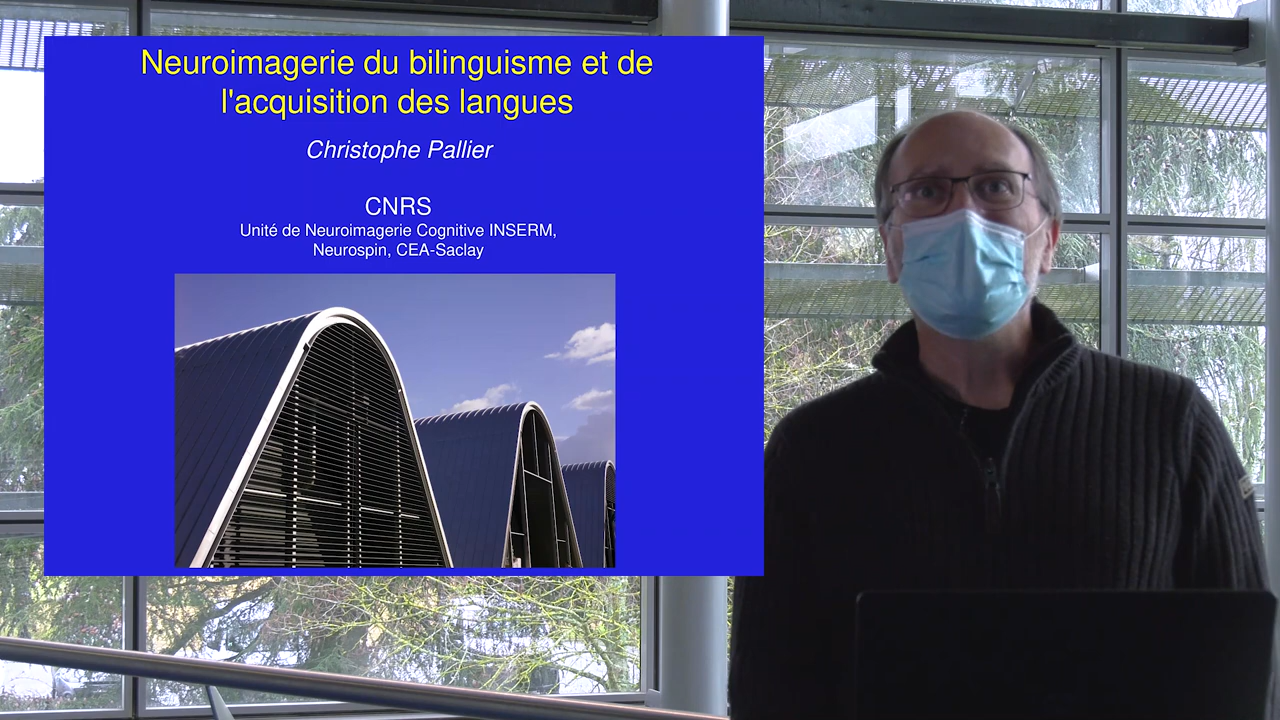 Neuroimagerie du bilinguisme et de
l'acquisition des langues
Christophe Pallier
CNRS
Unité de Neuroimagerie Cognitive INSERM,
Neurospin, CEA-Saclay